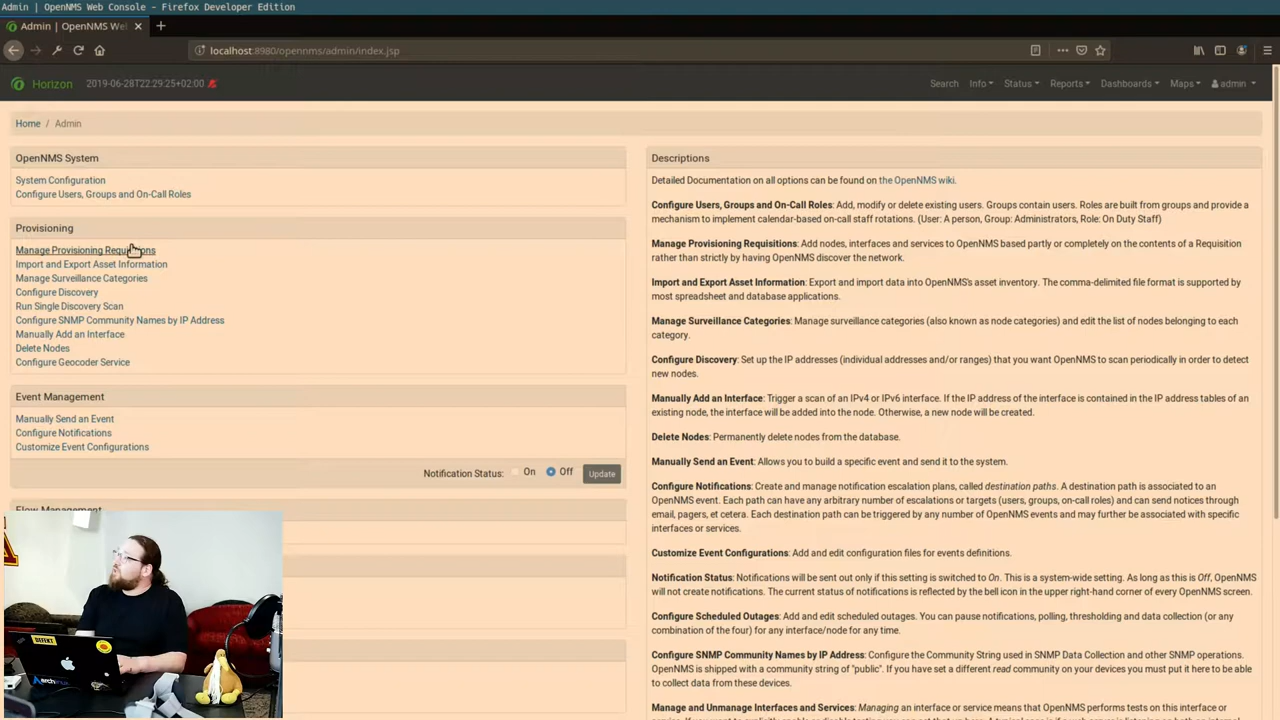 Admin | OpenNMS Web Console - Firefox Developer Edition
Admin | OpenNMS We
localhost:8980/opennms/admin/index.jsp
Horizon 2019-06-28T22:29:25+02:00
Search Info Status Reports Dashboards Maps admin
Home / Admin
OpenNMS System
System Configuration
Configure Users, Groups and On-Call Roles
Provisioning
Manage Provisioning Requisitions
Import and Export Asset Information
Manage Surveillance Categories
Configure Discovery
Run Single Discovery Scan
Configure SNMP Community Names by IP Address
Manually Add an Interface
Delete Nodes
Configure Geocoder Service
Event Management
Manually Send an Event
Configure Notifications
Customize Event Configurations
Notification Status: On Off Update
Flow Management
Descriptions
Detailed Documentation on all options can be found on the OpenNMS wiki.
Configure Users, Groups and On-Call Roles: Add, modify or delete existing users. Groups contain users. Roles are built from groups and provide a
mechanism to implement calendar-based on-call staff rotations. (User: A person, Group: Administrators, Role: On Duty Staff)
Manage Provisioning Requisitions: Add nodes, interfaces and services to OpenNMS based partly or completely on the contents of a Requisition
rather than strictly by having OpenNMS discover the network.
Import and Export Asset Information: Export and import data into OpenNMS's asset inventory. The comma-delimited file format is supported by
most spreadsheet and database applications.
Manage Surveillance Categories: Manage surveillance categories (also known as node categories) and edit the list of nodes belonging to each
category.
Configure Discovery: Set up the IP addresses (individual addresses and/or ranges) that you want OpenNMS to scan periodically in order to detect
new nodes.
Manually Add an Interface: Trigger a scan of an IPv4 or IPv6 interface. If the IP address of the interface is contained in the IP address tables of an
existing node, the interface will be added into the node. Otherwise, a new node will be created.
Delete Nodes: Permanently delete nodes from the database.
Manually Send an Event: Allows you to build a specific event and send it to the system.
Configure Notifications: Create and manage notification escalation plans, called destination paths. A destination path is associated to an
OpenNMS event. Each path can have any arbitrary number of escalations or targets (users, groups, on-call roles) and can send notices through
email, pagers, et cetera. Each destination path can be triggered by any number of OpenNMS events and may further be associated with specific
interfaces or services.
Customize Event Configurations: Add and edit configuration files for events definitions.
Notification Status: Notifications will be sent out only if this setting is switched to On. This is a system-wide setting. As long as this is Off, OpenNMS
will not create notifications. The current status of notifications is reflected by the bell icon in the upper right-hand corner of every OpenNMS screen.
Configure Scheduled Outages: Add and edit scheduled outages. You can pause notifications, polling, thresholding and data collection (or any
combination of the four) for any interface/node for any time.
Configure SNMP Community Names by IP Address: Configure the Community String used in SNMP Data Collection and other SNMP operations.
OpenNMS is shipped with a community string of "public". If you have set a different read community on your devices you must put it here to be able
to collect data from these devices.
Manage and Unmanage Interfaces and Services: Managing an interface or service means that OpenNMS performs tests on this interface or
DEFEKT
archlinux